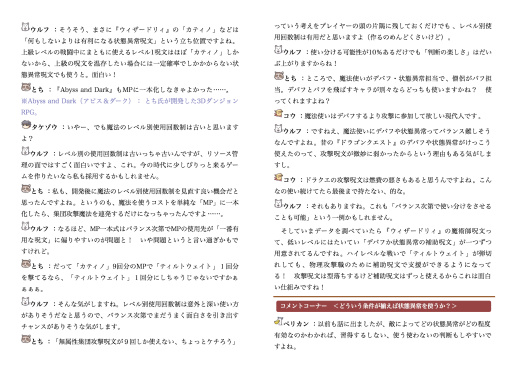 ウルフ ：そうそう、まさに『ウィザードリィ』の「カティノ」などは
「何もしないよりは有利になる状態異常呪文」という立ち位置ですよね。
上級レベルの戦闘中にまともに使えるレベル1呪文はほぼ「カティノ」しか
ないから、上級の呪文を温存したい場合には一定確率でしかかからない状
態異常呪文でも使うと。面白い！
とち ：『Abyss and Dark』もMPに一本化しなきゃよかった……。
※Abyss and Dark（アビス＆ダーク）： とち氏が開発した3Dダンジョン
RPG。
タケゾウ ：いやー、でも魔法のレベル別使用回数制は古いと思います
よ？
ウルフ ：レベル別の使用回数制は古いっちゃ古いんですが、リソース管
理の面ではすごく面白いですよ、これ。今の時代に少しびりっと来るゲー
ムを作りたいなら私も採用するかもしれません。
とち ：私も、開発後に魔法のレベル別使用回数制を見直す良い機会だと
思ったんですよね。というのも、魔法を使うコストを単純な「MP」に一本
化したら、集団攻撃魔法を連発するだけになっちゃったんですよ……。
ウルフ ：なるほど、MP一本式はバランス次第でMPの使用先が「一番有
用な呪文」に偏りやすいのが問題と！　いや問題というと言い過ぎかもで
すけれど。
とち ：だって「カティノ」9回分のMPで「ティルトウェイト」１回分
を撃てるなら、「ティルトウェイト」１回分にしちゃうじゃないですかぁ
ぁぁぁ。
ウルフ ：そんな気がしますね。レベル別使用回数制は意外と深い使い方
がありそうだなと思うので、バランス次第でまだうまく面白さを引き出す
チャンスがありそうな気がします。
とち ：「無属性集団攻撃呪文が９回しか使えない、ちょっとケチろう」
っていう考えをプレイヤーの頭の片隅に残しておくだけでも 、レベル別使
用回数制は有用だと思いますよ（作るのめんどくさいけど）。
ウルフ ：使い分ける可能性が10%あるだけでも「判断の楽しさ」はだい
ぶ上がりますからね！
とち ：ところで、魔法使いがデバフ・状態異常担当で、僧侶がバフ担
当。デバフとバフを飛ばすキャラが別々ならどっちも使いますかね？　使
ってくれますよね？
コウ ：魔法使いはデバフするより攻撃に参加して欲しい現代人です。
ウルフ ：ですねえ、魔法使いにデバフや状態異常ってバランス難しそう
なんですよね。昔の『ドラゴンクエスト』のデバフや状態異常がけっこう
使えたのって、攻撃呪文が微妙に弱かったからという理由もある気がしま
すし。
コウ ：ドラクエの攻撃呪文は燃費の悪さもあると思うんですよね。こん
なの使い続けてたら最後まで持たない、的な。
ウルフ ：それもありますね。これも「バランス次第で使い分けをさせる
ことも可能」という一例かもしれません。
そしていまデータを調べていたら『ウィザードリィ』の魔術師呪文っ
て、低いレベルにはたいてい「デバフか状態異常の補助呪文」が一つずつ
用意されてるんですね。ハイレベルな戦いで「ティルトウェイト」が弾切
れしても、物理攻撃職のために補助呪文で支援ができるようになって
る！　攻撃呪文は型落ちするけど補助呪文はずっと使えるからこれは面白
い仕組みですね！
コメントコーナー　＜どういう条件が揃えば状態異常を使うか？＞
ペリカン ：以前も話に出ましたが、敵によってどの状態異常がどの程度
有効なのかわかれば、習得するしない、使う使わないの判断もしやすいで
すよね。